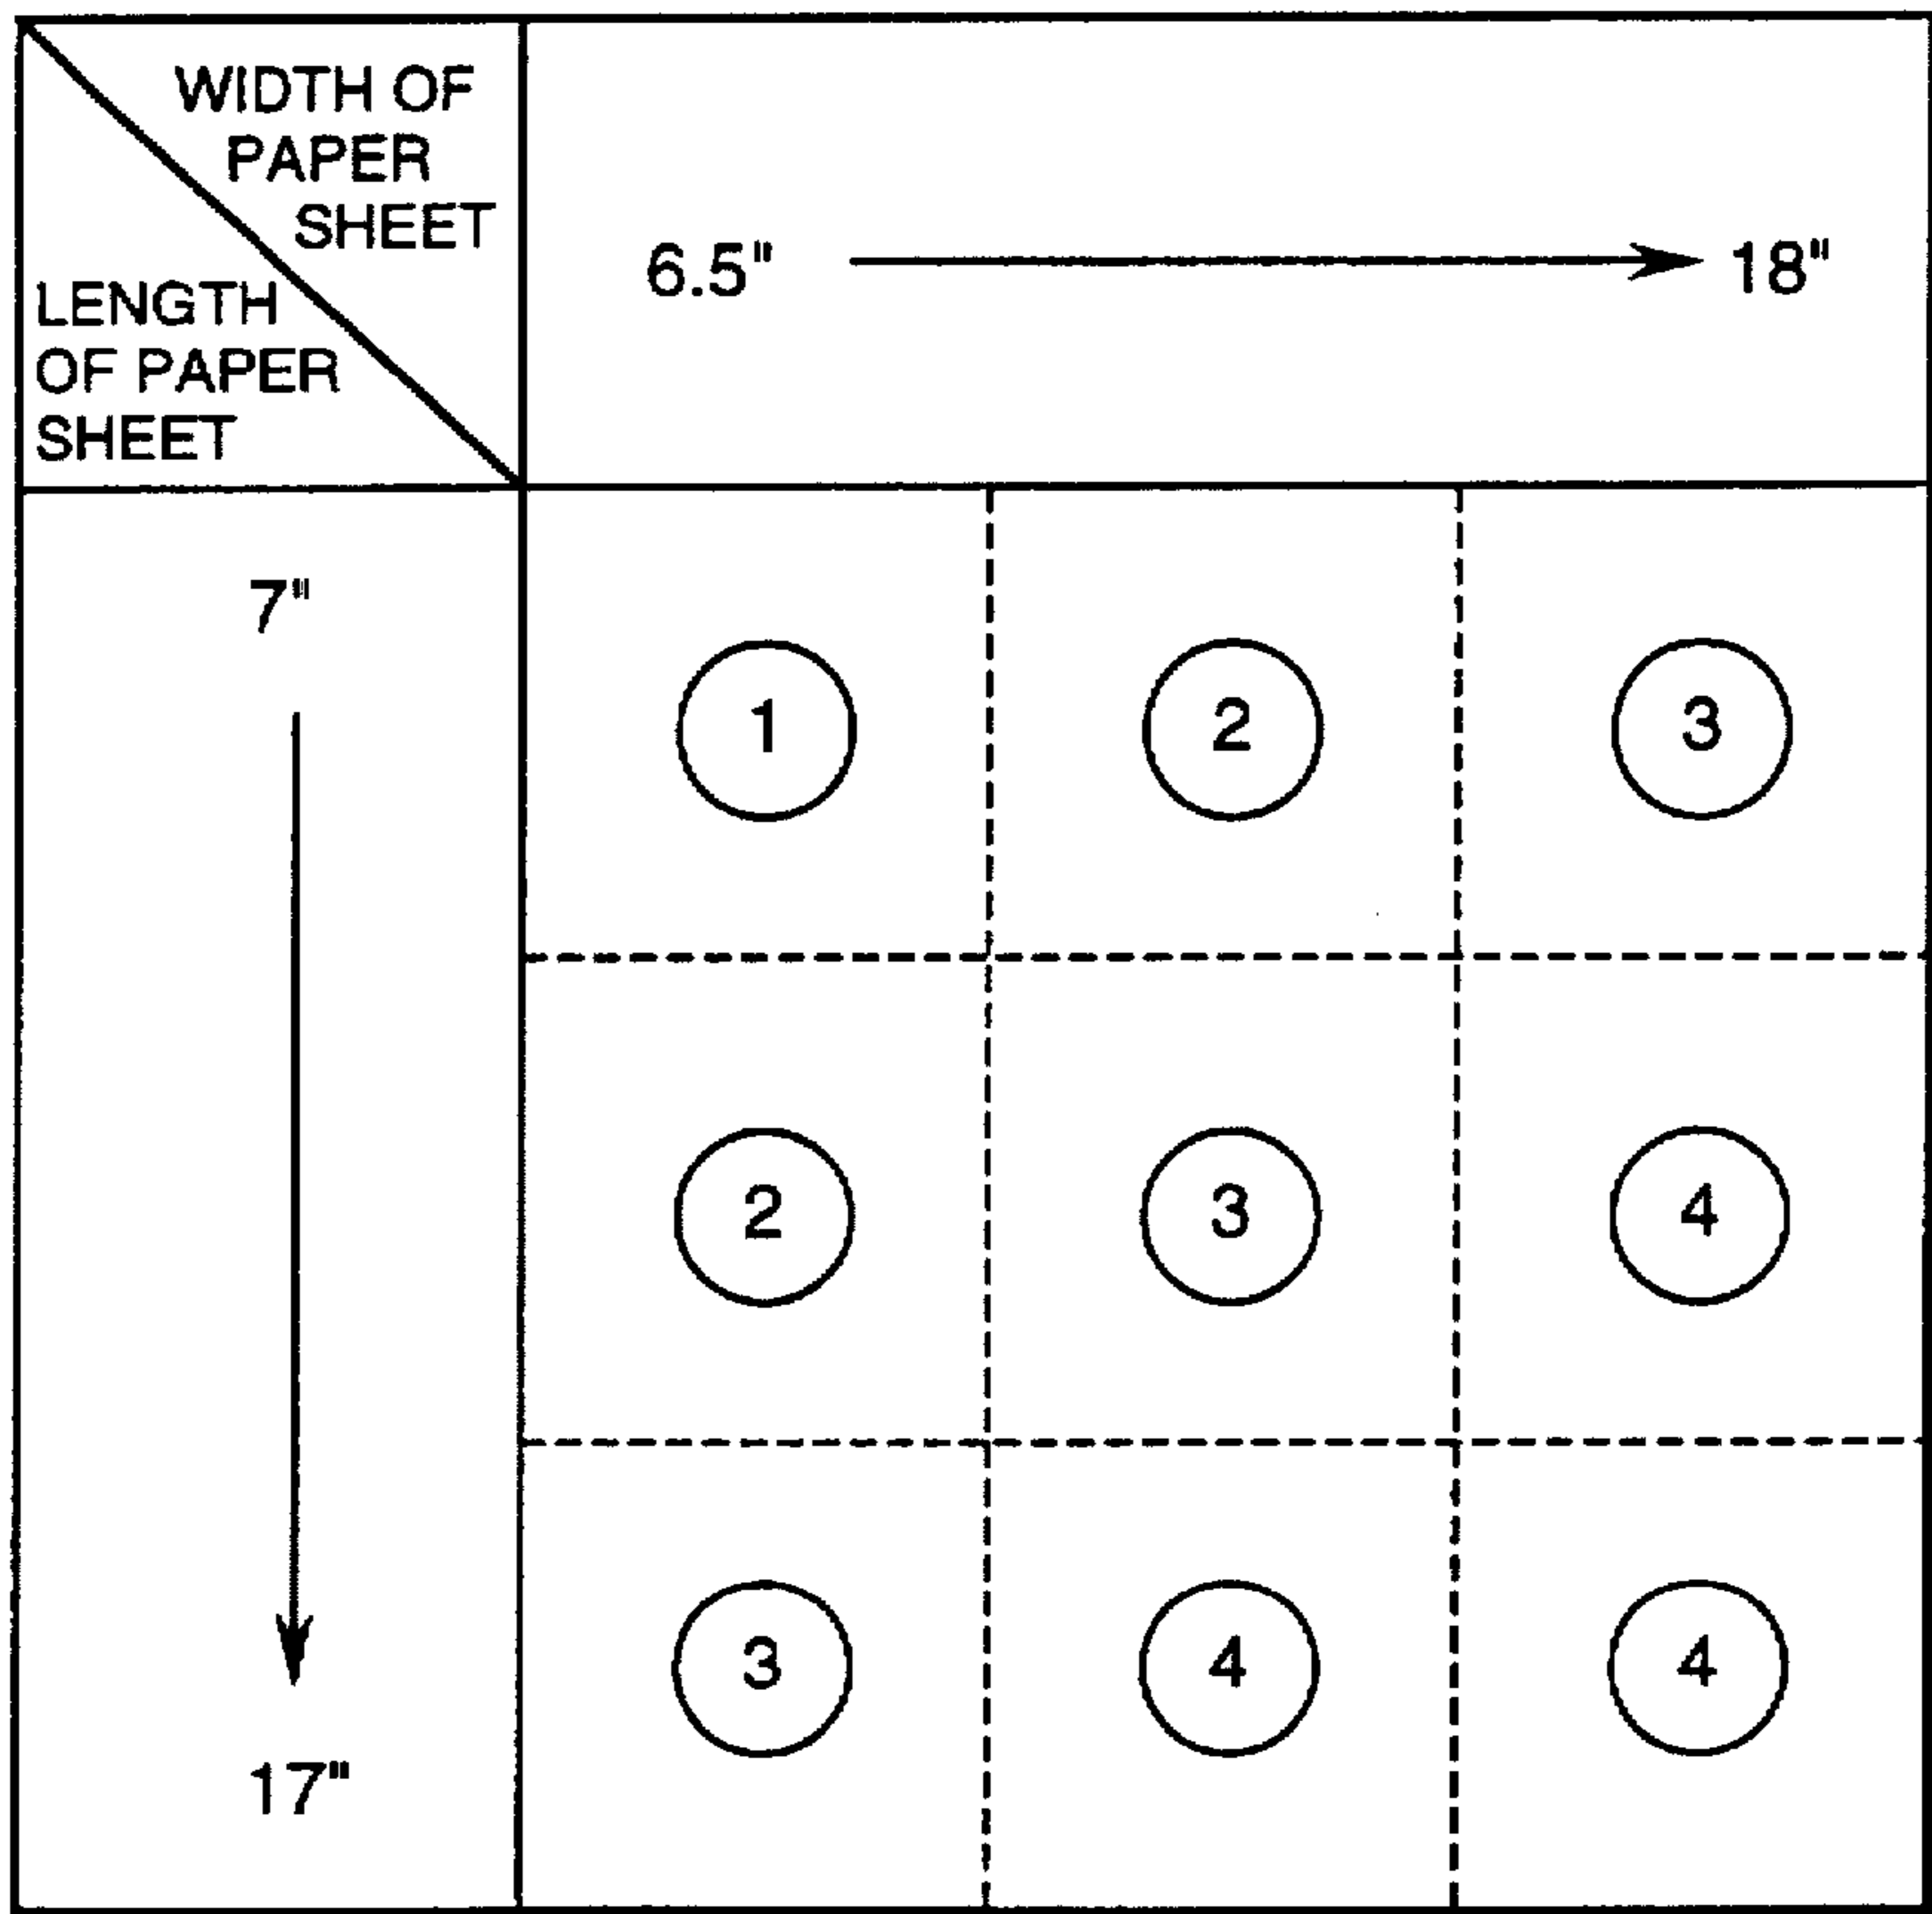 WIDTH OF
PAPER
SHEET
LENGTH
OF PAPER
SHEET
6.5" 18"
7"
1 2 3
2 3 4
3 4 4
17"